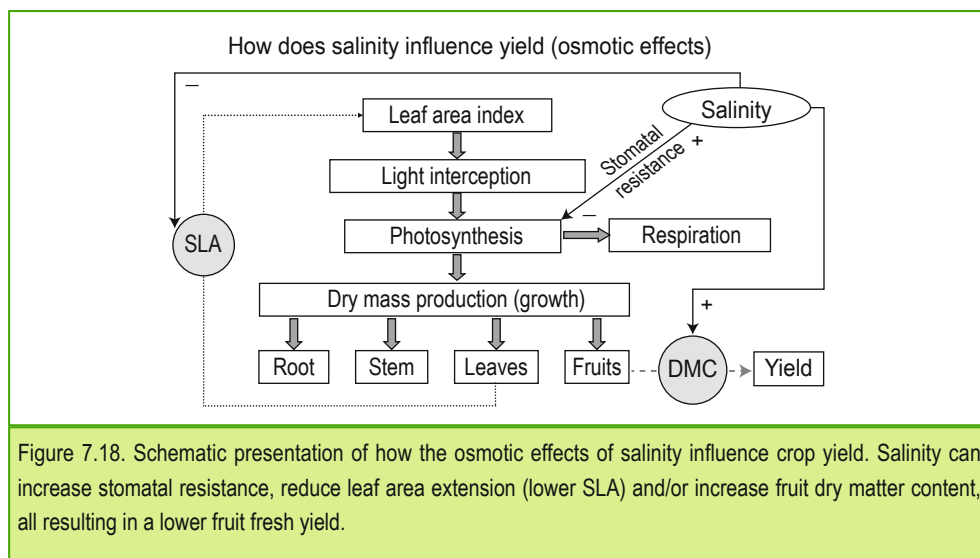 How does salinity influence yield (osmotic effects)
–
Leaf area index
Salinity
Stomatal
resistance
+
Light interception
–
SLA
Photosynthesis
Respiration
Dry mass production (growth)
+
Root
Stem
Leaves
Fruits
DMC
Yield
Figure 7.18. Schematic presentation of how the osmotic effects of salinity influence crop yield. Salinity can
increase stomatal resistance, reduce leaf area extension (lower SLA) and/or increase fruit dry matter content,
all resulting in a lower fruit fresh yield.